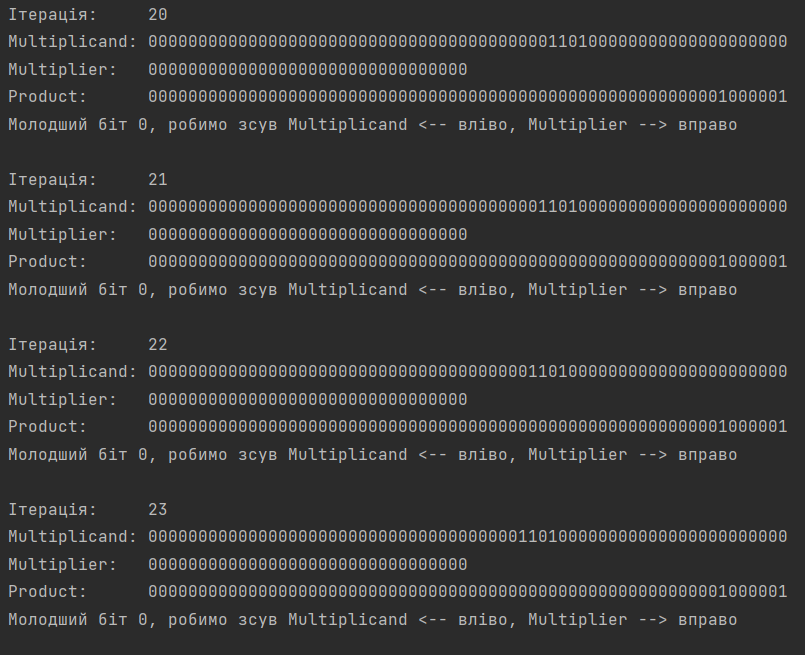 Ітерація:     20
Multiplicand: 0000000000000000000000000000000000000000110100000000000000000000
Multiplier:   00000000000000000000000000000000
Product:      0000000000000000000000000000000000000000000000000000000001000001
Молодший біт 0, робимо зсув Multiplicand <-- вліво, Multiplier --> вправо
Ітерація:     21
Multiplicand: 0000000000000000000000000000000000000001101000000000000000000000
Multiplier:   00000000000000000000000000000000
Product:      0000000000000000000000000000000000000000000000000000000001000001
Молодший біт 0, робимо зсув Multiplicand <-- вліво, Multiplier --> вправо
Ітерація:     22
Multiplicand: 0000000000000000000000000000000000000011010000000000000000000000
Multiplier:   00000000000000000000000000000000
Product:      0000000000000000000000000000000000000000000000000000000001000001
Молодший біт 0, робимо зсув Multiplicand <-- вліво, Multiplier --> вправо
Ітерація:     23
Multiplicand: 0000000000000000000000000000000000000110100000000000000000000000
Multiplier:   00000000000000000000000000000000
Product:      0000000000000000000000000000000000000000000000000000000001000001
Молодший біт 0, робимо зсув Multiplicand <-- вліво, Multiplier --> вправо